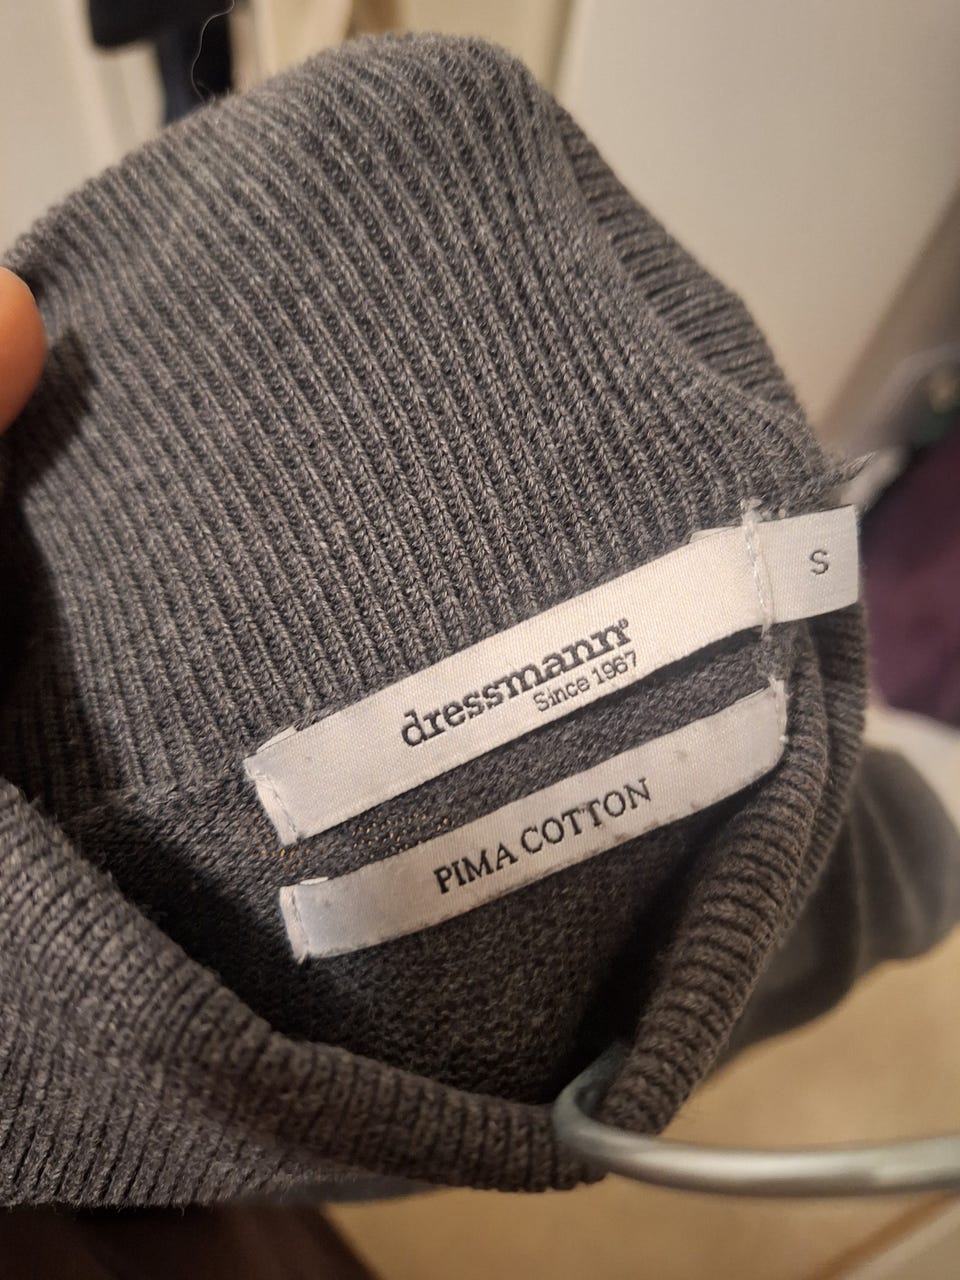 dressmann®
Since 1967
S
PIMA COTTON